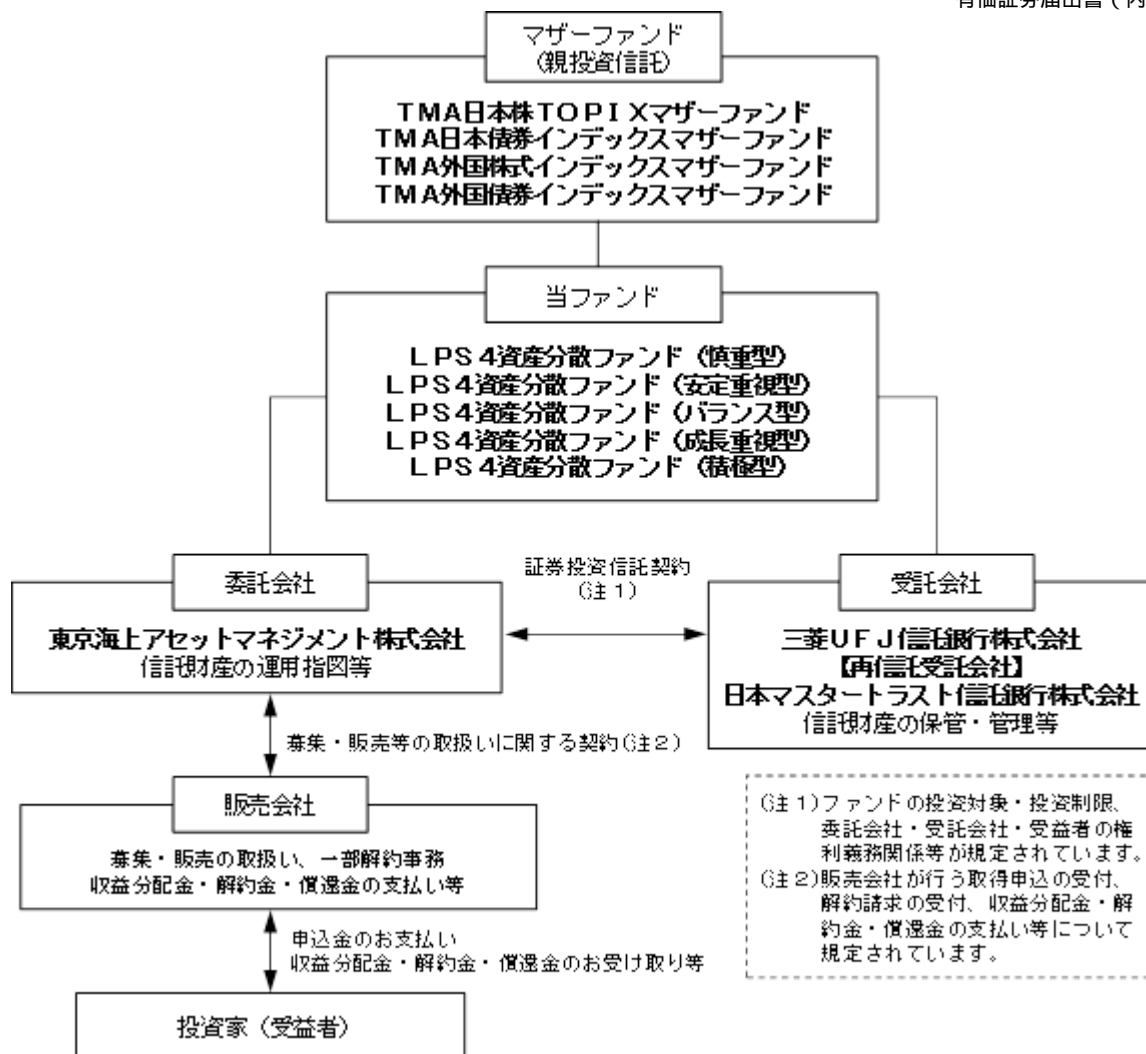 有価証券届出書（内
マザーファンド
（親投資信託）
ＴＭＡ日本株ＴＯＰＩＸマザーファンド
ＴＭＡ日本債券インデックスマザーファンド
ＴＭＡ外国株式インデックスマザーファンド
ＴＭＡ外国債券インデックスマザーファンド
当ファンド
ＬＰＳ４資産分散ファンド（慎重型）
ＬＰＳ４資産分散ファンド（安定重視型）
ＬＰＳ４資産分散ファンド（バランス型）
ＬＰＳ４資産分散ファンド（成長重視型）
ＬＰＳ４資産分散ファンド（積極型）
委託会社
東京海上アセットマネジメント株式会社
信託財産の運用指図等
証券投資信託契約
（注１）
受託会社
三菱ＵＦＪ信託銀行株式会社
【再信託受託会社】
日本マスタートラスト信託銀行株式会社
信託財産の保管・管理等
募集・販売等の取扱いに関する契約（注２）
販売会社
募集・販売の取扱い、一部解約事務
収益分配金・解約金・償還金の支払い等
申込金のお支払い
収益分配金・解約金・償還金のお受け取り等
投資家（受益者）
（注１）ファンドの投資対象・投資制限、
委託会社・受託会社・受益者の権
利義務関係等が規定されています。
（注２）販売会社が行う取得申込の受付、
解約請求の受付、収益分配金・解
約金・償還金の支払い等について
規定されています。